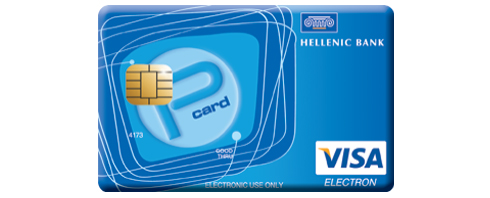 HELLENIC BANK
P
card
4173
GOOD
THRU
VISA
ELECTRON
ELECTRONIC USE ONLY